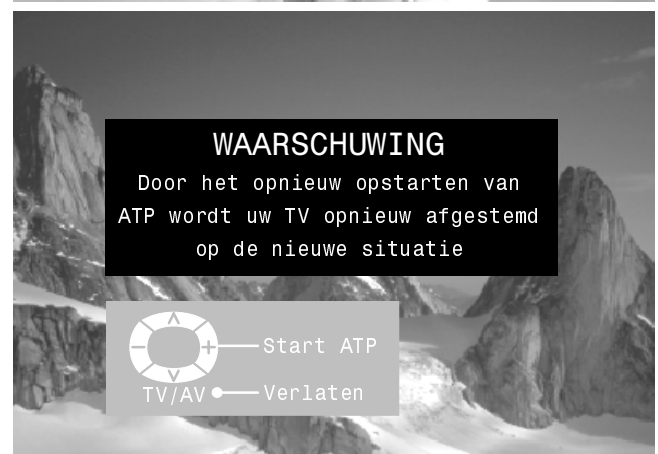 WAARSCHUWING
Door het opnieuw opstarten van
ATP wordt uw TV opnieuw afgestemd
op de nieuwe situatie
Start ATP
TV/AV Verlaten